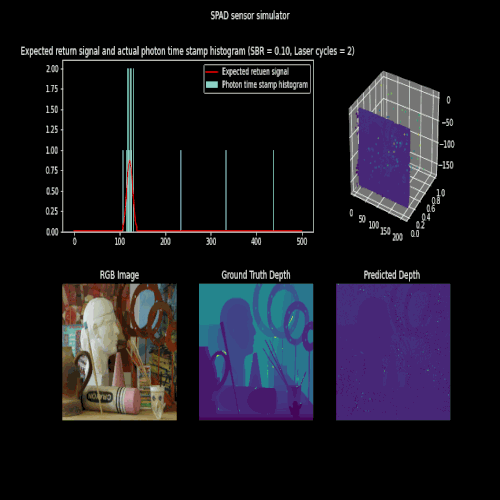 SPAD sensor simulator
Expected return signal and actual photon time stamp histogram (SBR = 0.10, Laser cycles = 2)
Expected retuen signal
Photon time stamp histogram
2.00
1.75
1.50
1.25
1.00
0.75
0.50
0.25
0.00
0 100 200 300 400 500
0
−50
−100
−150
1.0
0.8
0.6
0.4
0.2
0.0
0 50 100 150 200
RGB Image
Ground Truth Depth
Predicted Depth
CRAYON